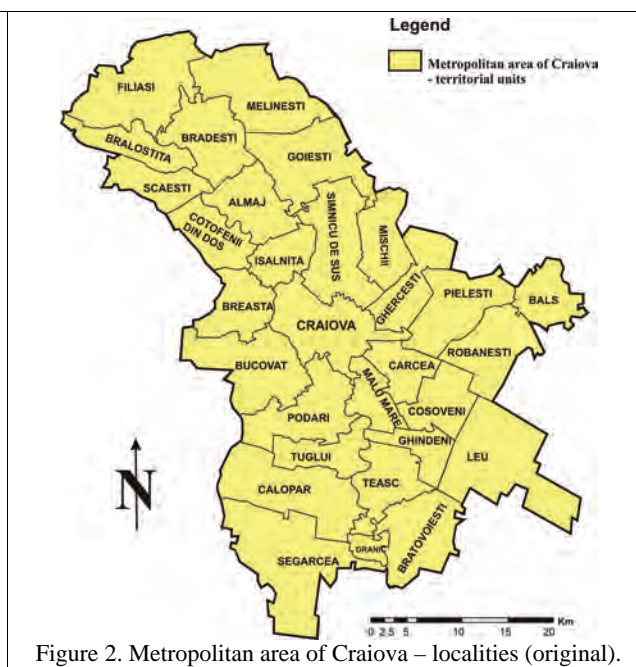 Legend
Metropolitan area of Craiova
- territorial units
FILIASI
MELINESTI
BRADESTI
BRALOSTITA
GOIESTI
SCAESTI
ALMAJ
SIMNICU DE SUS
MISCHII
COTOFENII
DIN DOS
ISALNITA
GHERCESTI
PIELESTI
BALS
BREASTA
CRAIOVA
ROBANESTI
BUCOVAT
CARCEA
MALU MARE
COSOVENI
PODARI
GHINDENI
LEU
TUGLUI
TEASC
CALOPAR
BRATOVOIESTI
DRANIC
SEGARCEA
N
Km
0 2.5 5 10 15 20
Figure 2. Metropolitan area of Craiova – localities (original).